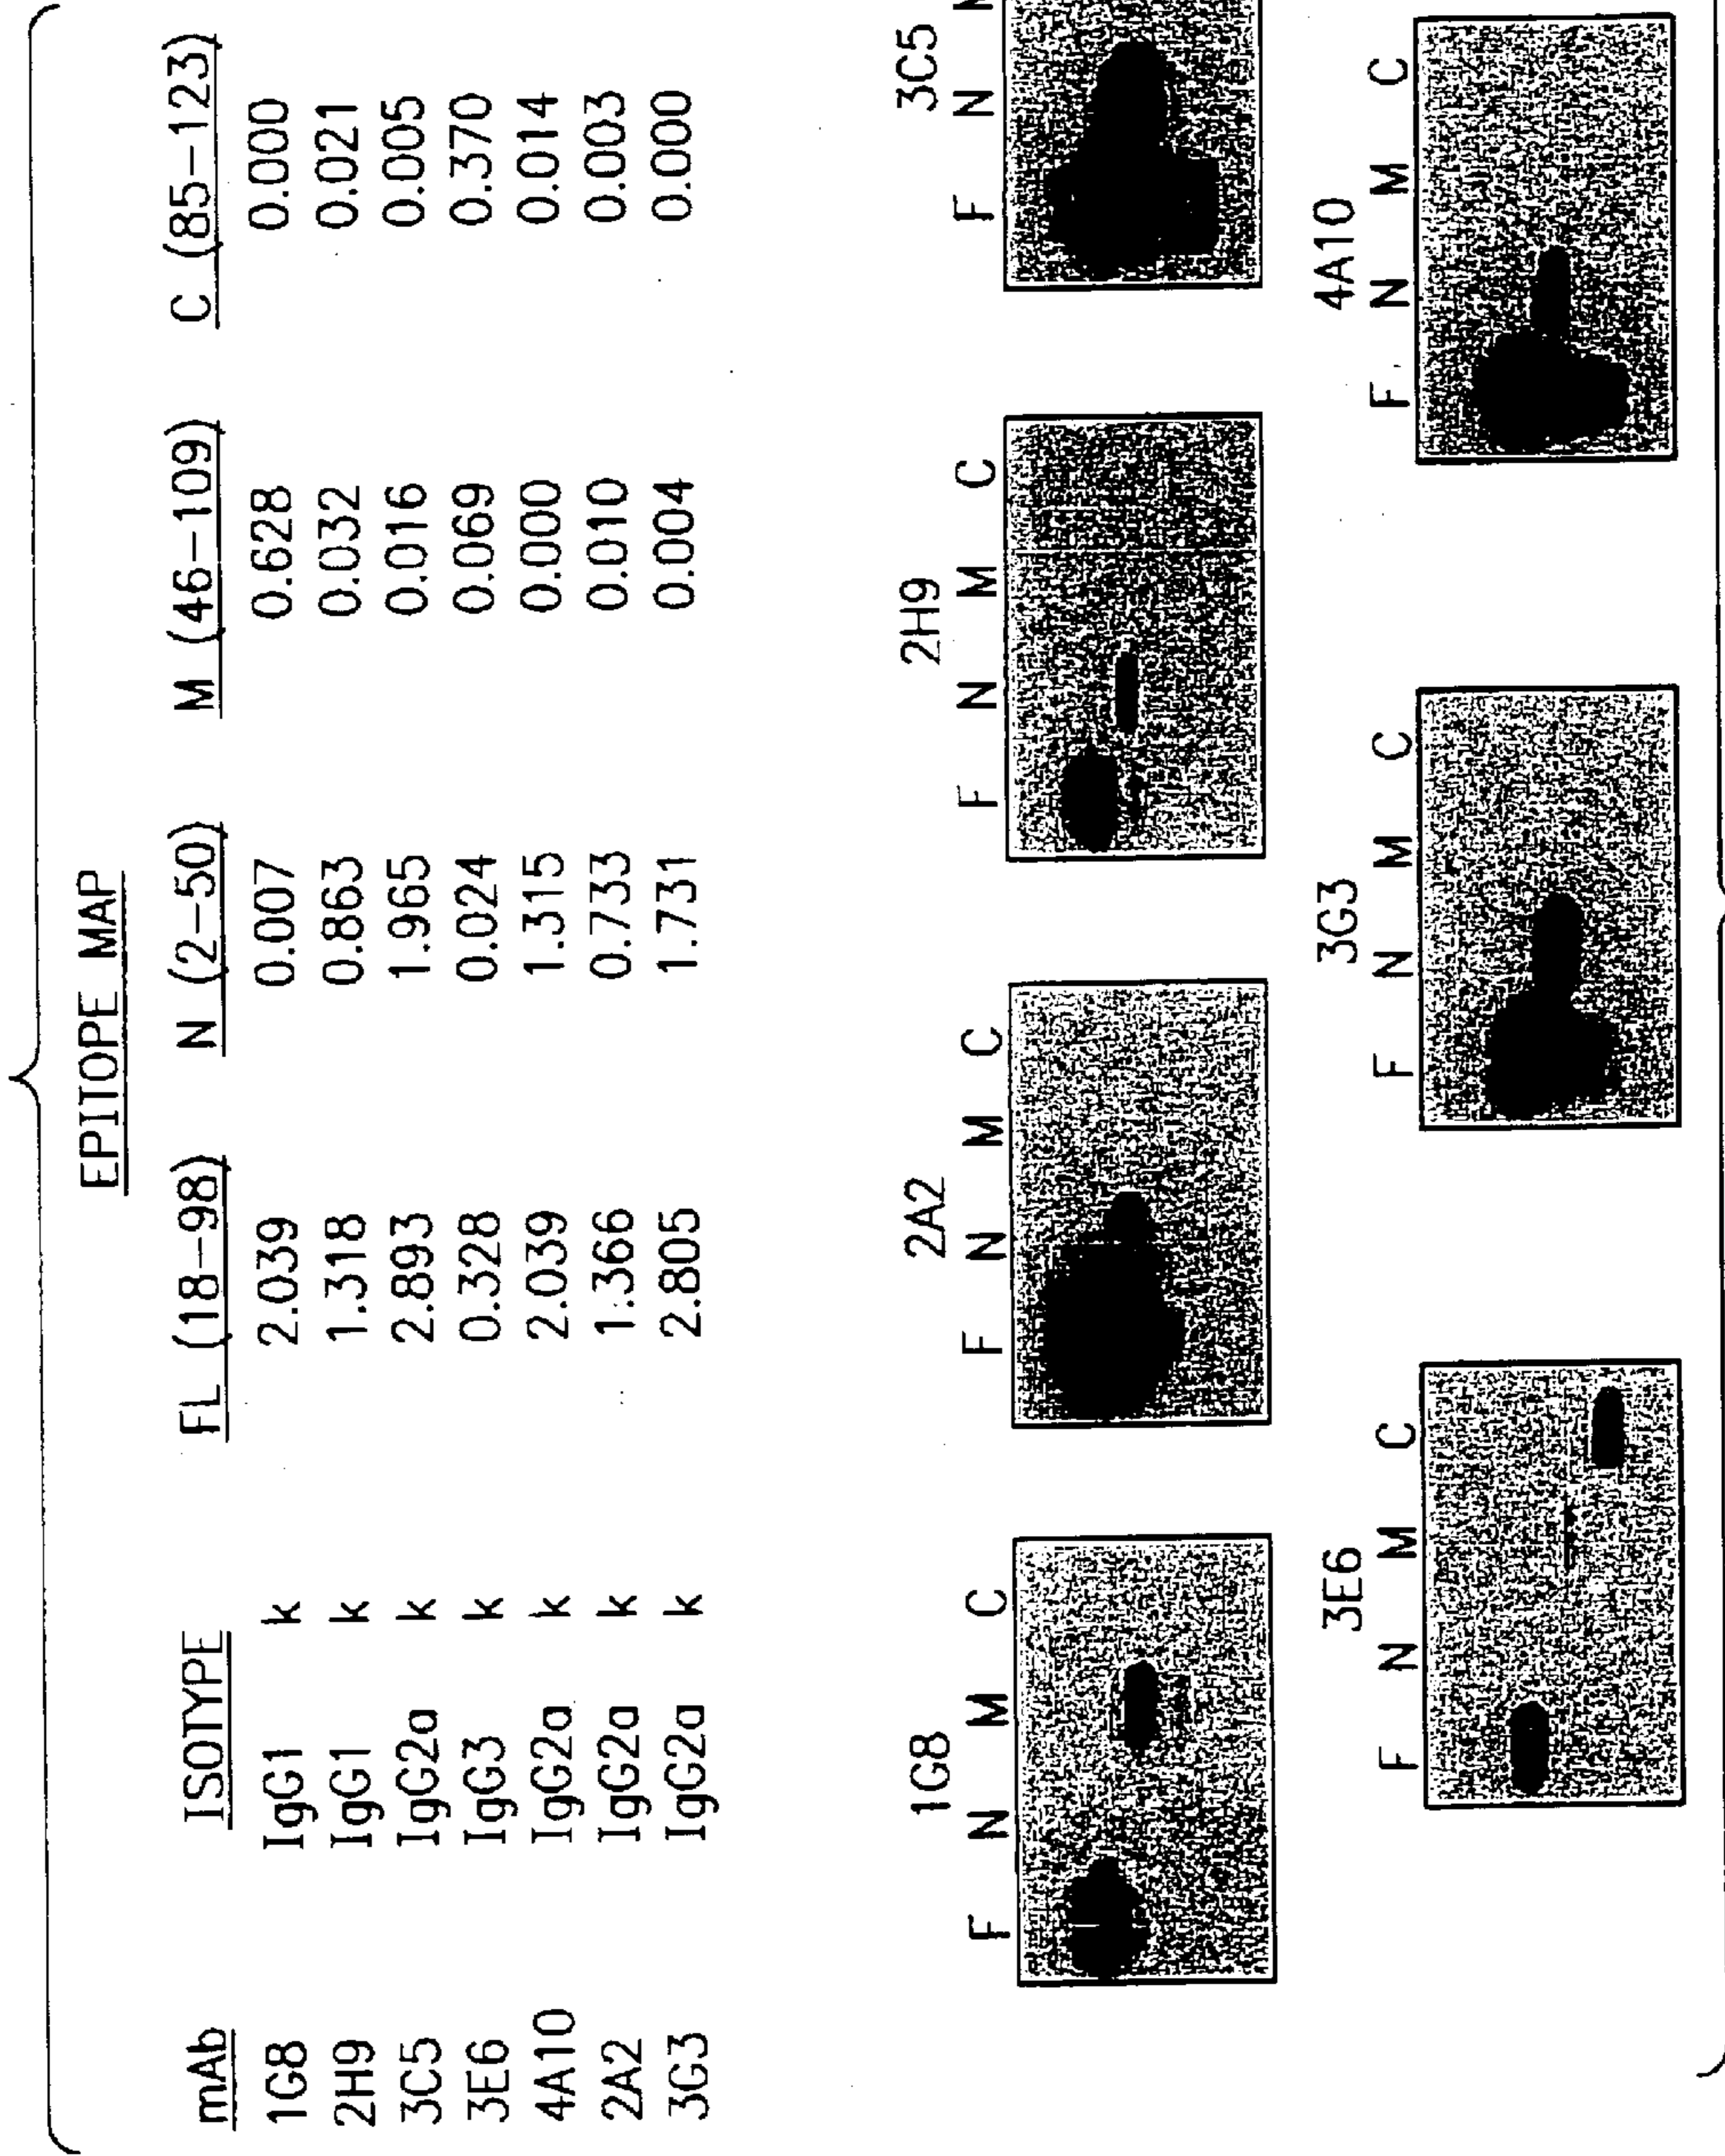 EPITOPE MAP
mAb ISOTYPE FL (18-98) N (2-50) M (46-109) C (85-123)
1G8 IgG1 k 2.039 0.007 0.628 0.000
2H9 IgG1 k 1.318 0.863 0.032 0.021
3C5 IgG2a k 2.893 1.965 0.016 0.005
3E6 IgG3 k 0.328 0.024 0.069 0.370
4A10 IgG2a k 2.039 1.315 0.000 0.014
2A2 IgG2a k 1.366 0.733 0.010 0.003
3G3 IgG2a k 2.805 1.731 0.004 0.000
1G8 2A2 2H9 3C5
F N M C F N M C F N M C F N
3E6 3G3 4A10
F N M C F N M C F N M C